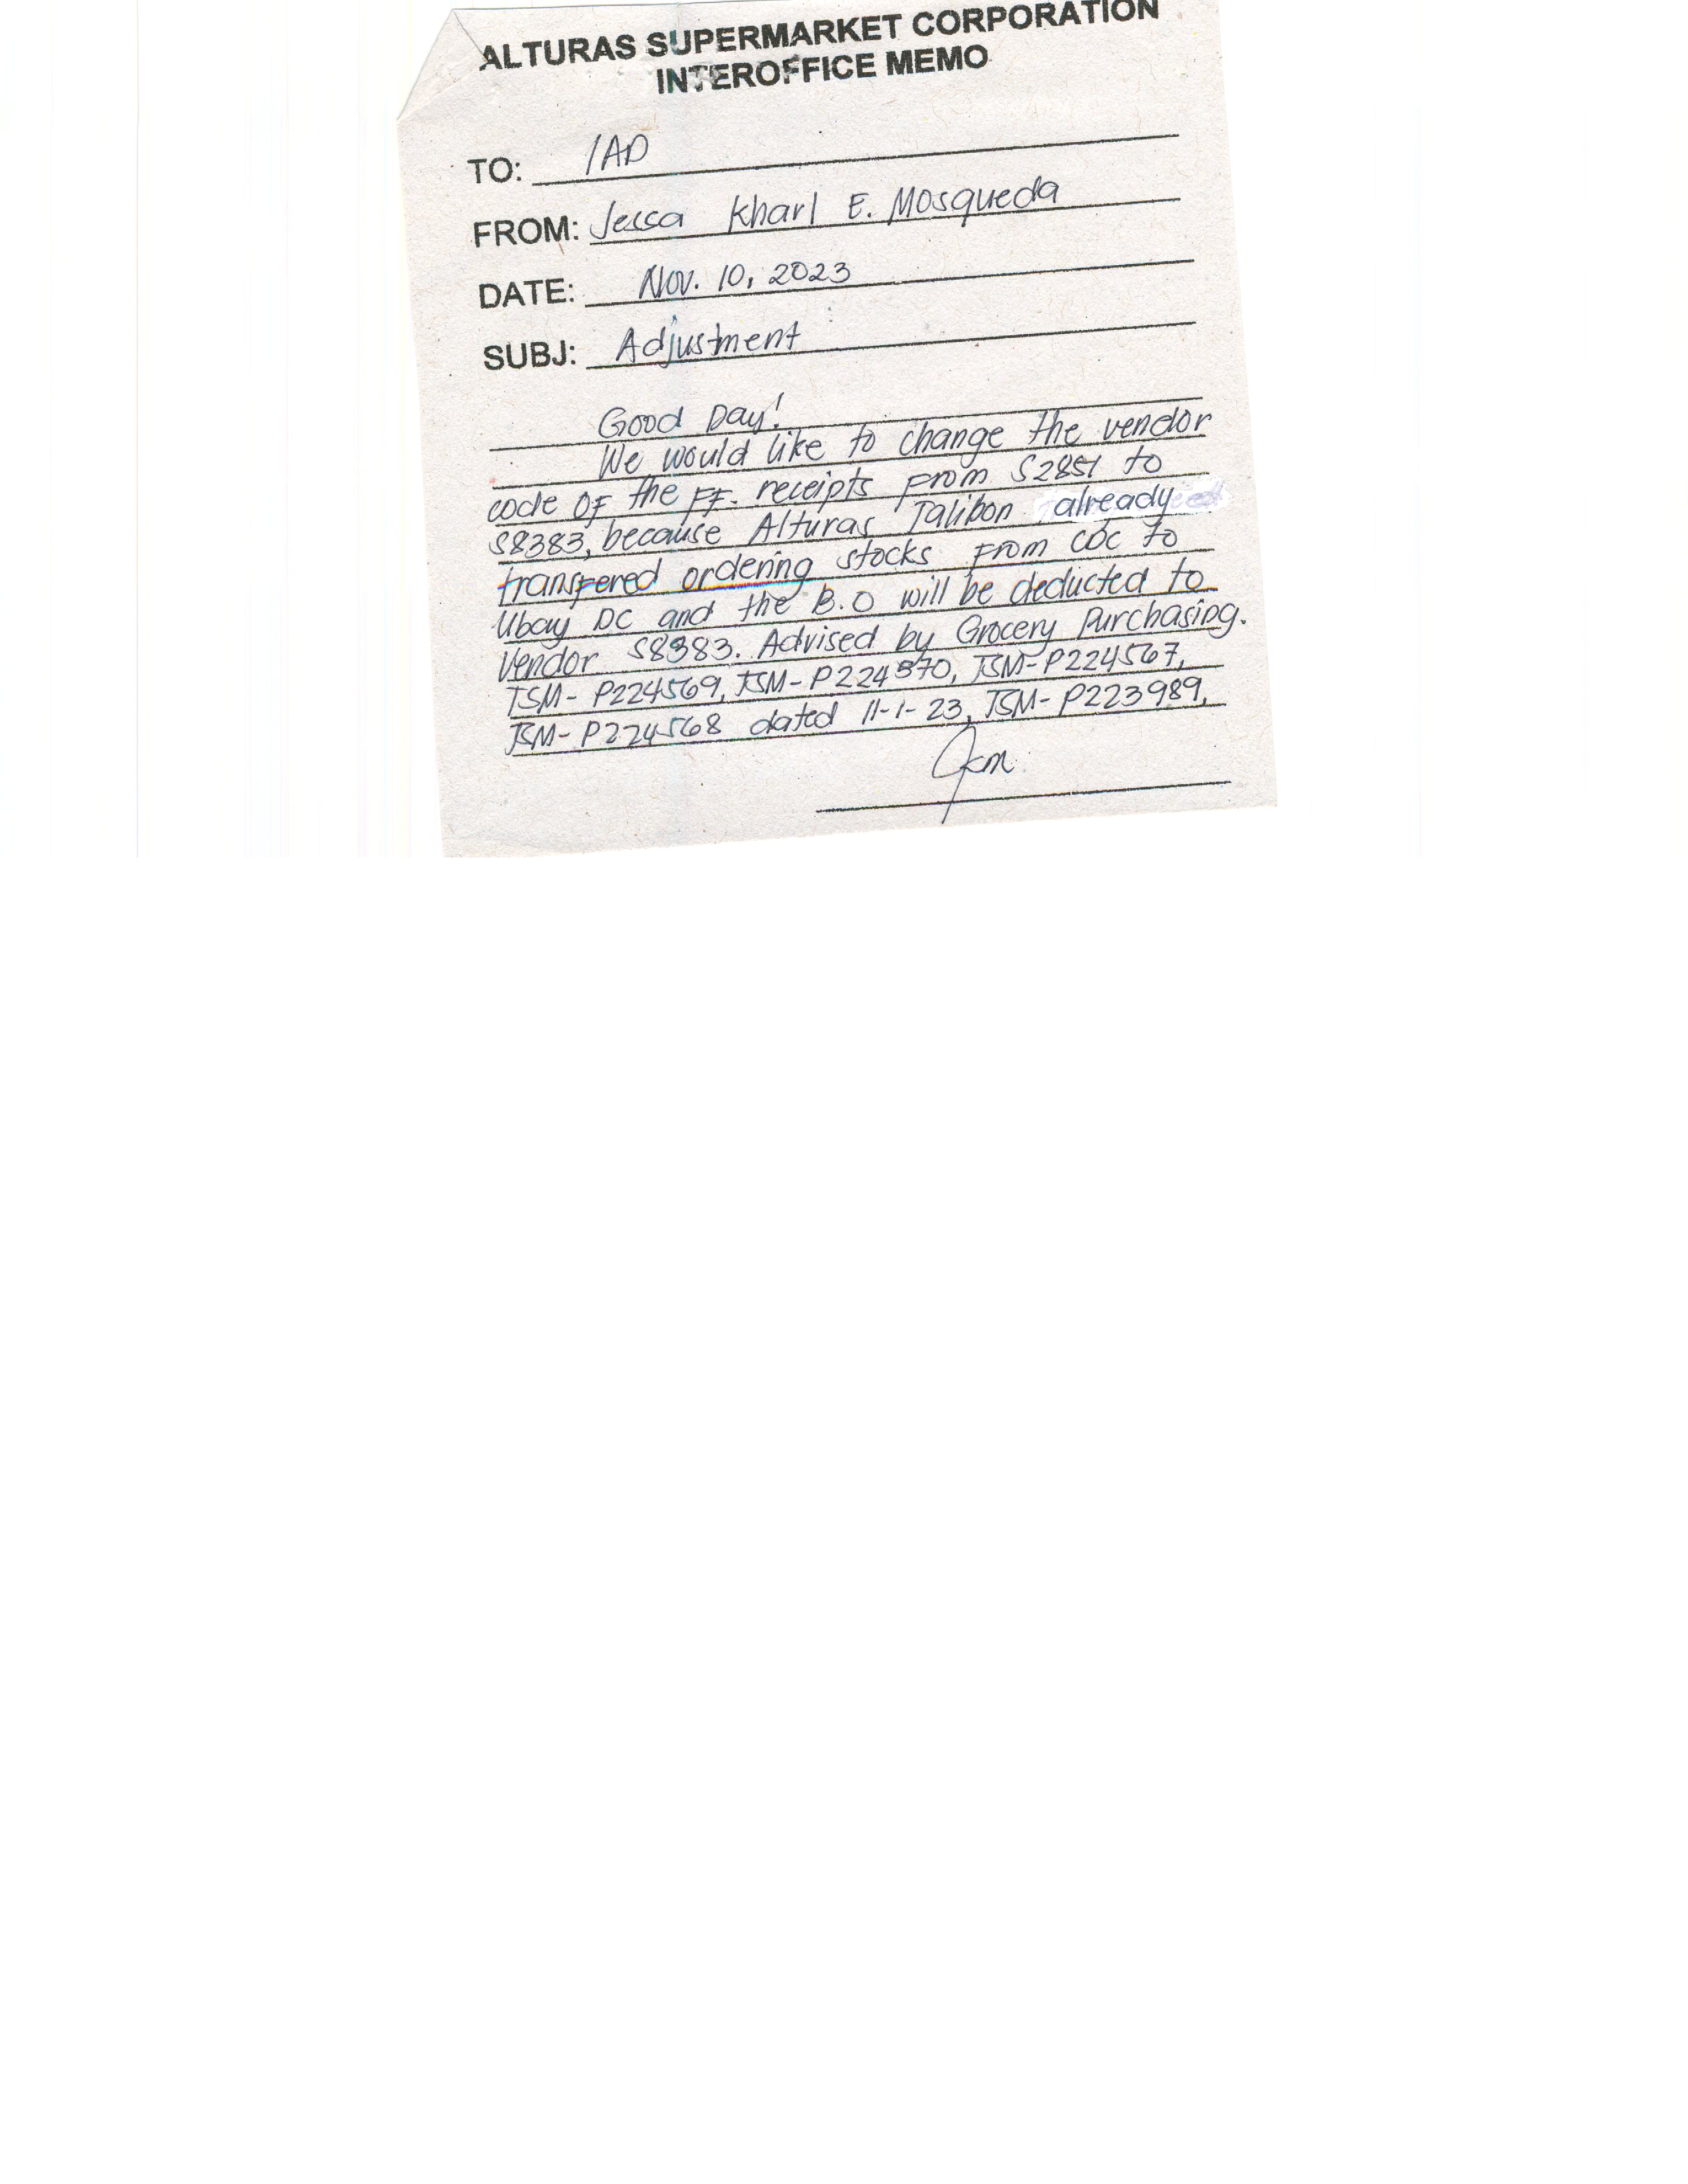 ALTURAS SUPERMARKET CORPORATION
INTEROFFICE MEMO
TO: IAD
FROM: Jessa Kharl E. Mosqueda
DATE: Nov. 10, 2023
SUBJ: Adjustment
Good Day!
We would like to change the vendor
code of the ff. receipts from S2851 to
S8383, because Alturas Talibon already
transfered ordering stocks from CDC to
Ubay DC and the B.O will be deducted to
Vendor S8383. Advised by Grocery Purchasing.
TSM- P224569, TSM- P224570, TSM- P224567,
TSM- P224568 dated 11-1-23, TSM- P223989,
Jkm